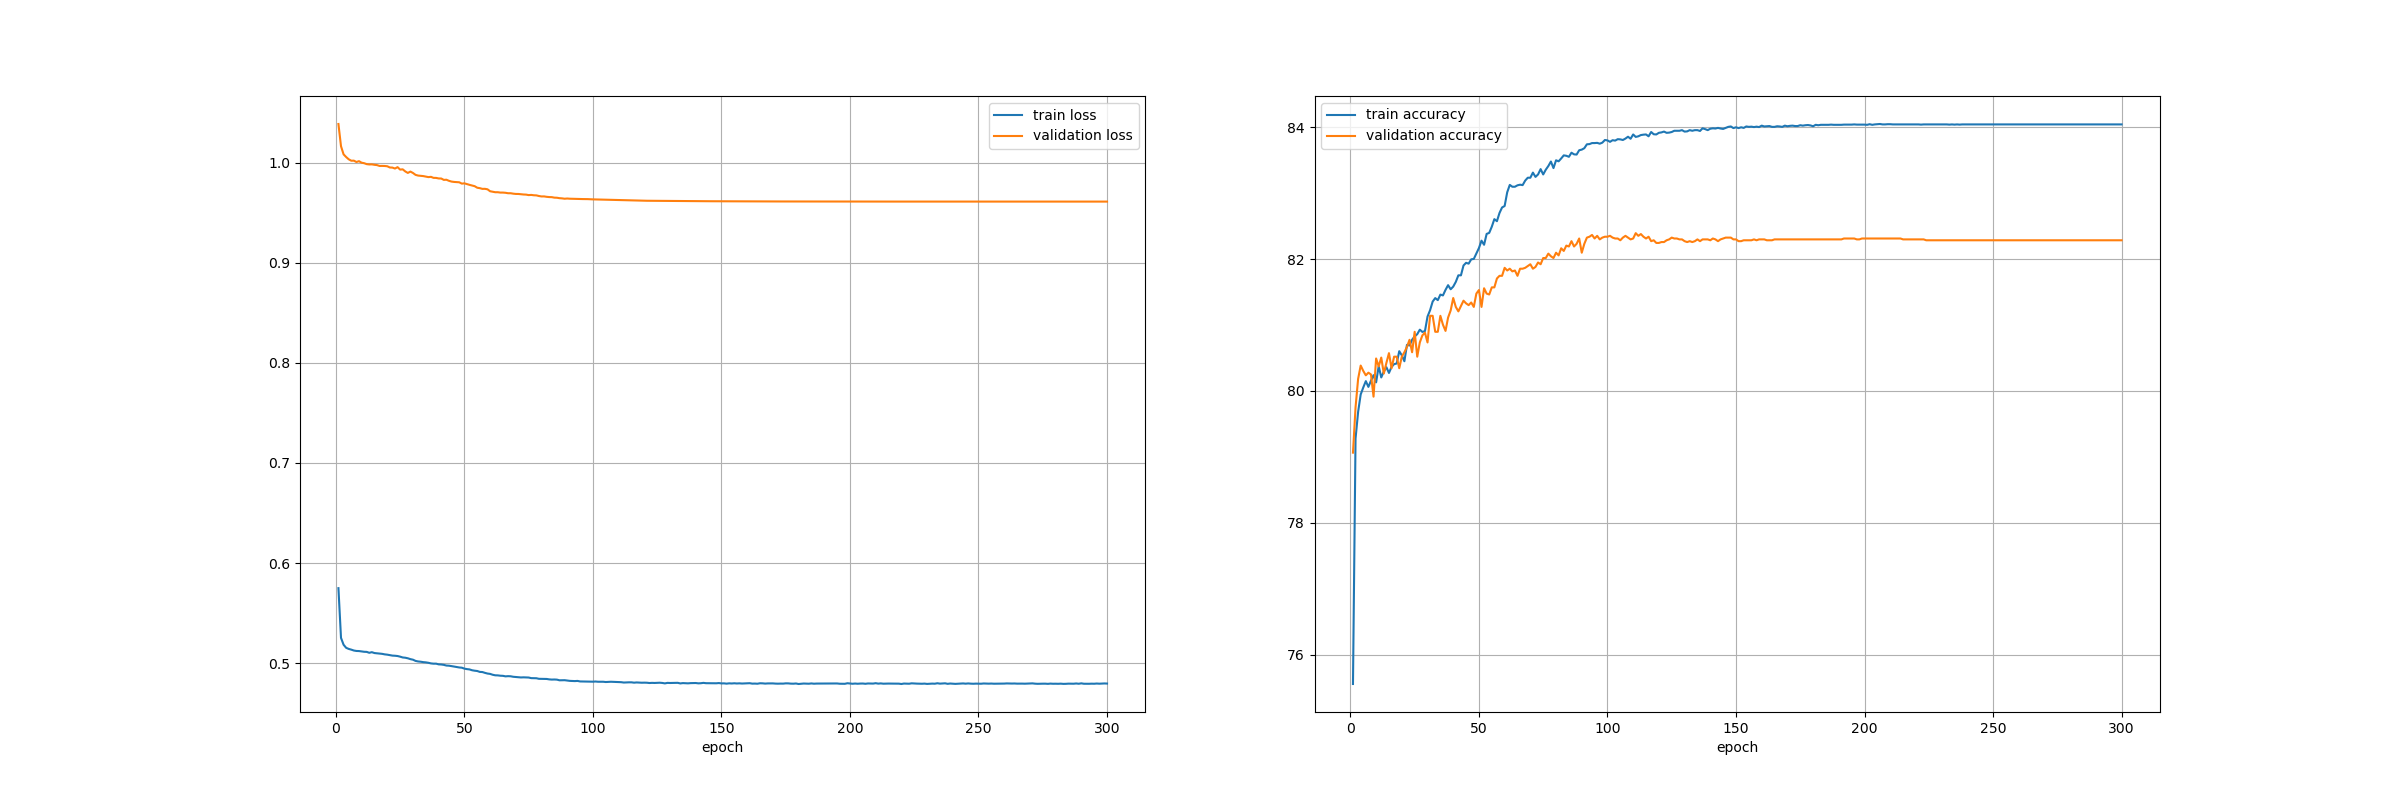 train loss
validation loss
1.0
0.9
0.8
0.7
0.6
0.5
0 50 100 150 200 250 300
epoch
train accuracy
validation accuracy
84
82
80
78
76
0 50 100 150 200 250 300
epoch